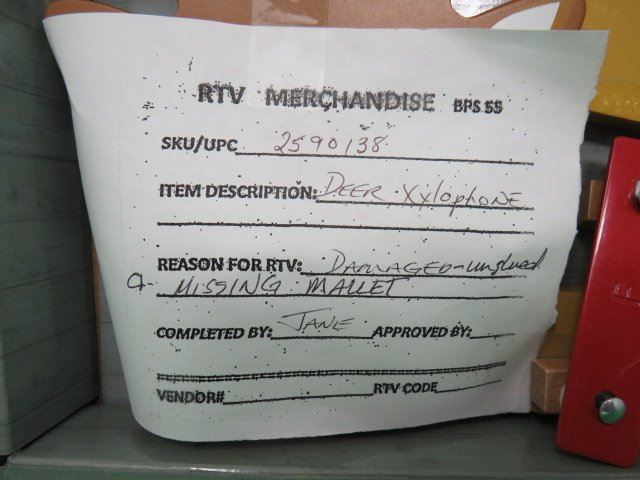 RTV MERCHANDISE BPS 55
SKU/UPC 2590138
ITEM DESCRIPTION: DEER XYLOPHONE
REASON FOR RTV: DAMAGED - unglued
MISSING MALLET
COMPLETED BY: JANE APPROVED BY:
VENDOR# RTV CODE